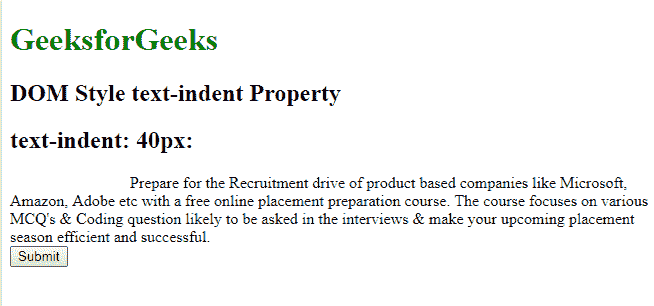 GeeksforGeeks
DOM Style text-indent Property
text-indent: 40px:
Prepare for the Recruitment drive of product based companies like Microsoft,
Amazon, Adobe etc with a free online placement preparation course. The course focuses on various
MCQ's & Coding question likely to be asked in the interviews & make your upcoming placement
season efficient and successful.
Submit